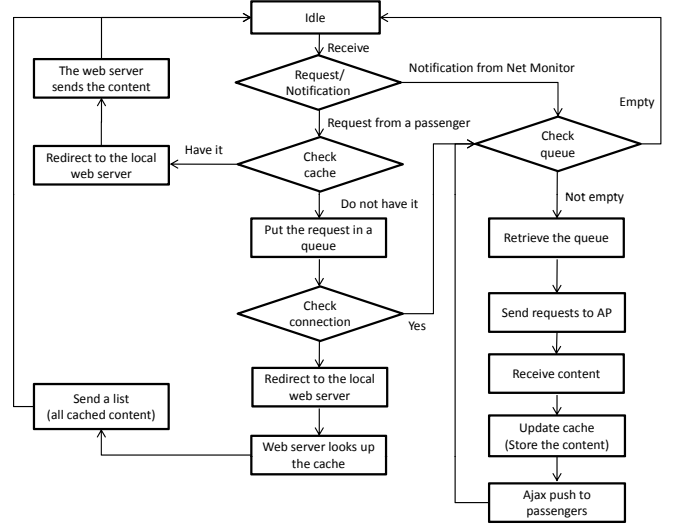 Idle
Receive
The web server
sends the content
Request/
Notification
Notification from Net Monitor
Empty
Request from a passenger
Check
queue
Redirect to the local
web server
Have it
Check
cache
Do not have it
Not empty
Put the request in a
queue
Retrieve the queue
Check
connection
Yes
Send requests to AP
Redirect to the local
web server
Receive content
Send a list
(all cached content)
Update cache
(Store the content)
Web server looks up
the cache
Ajax push to
passengers